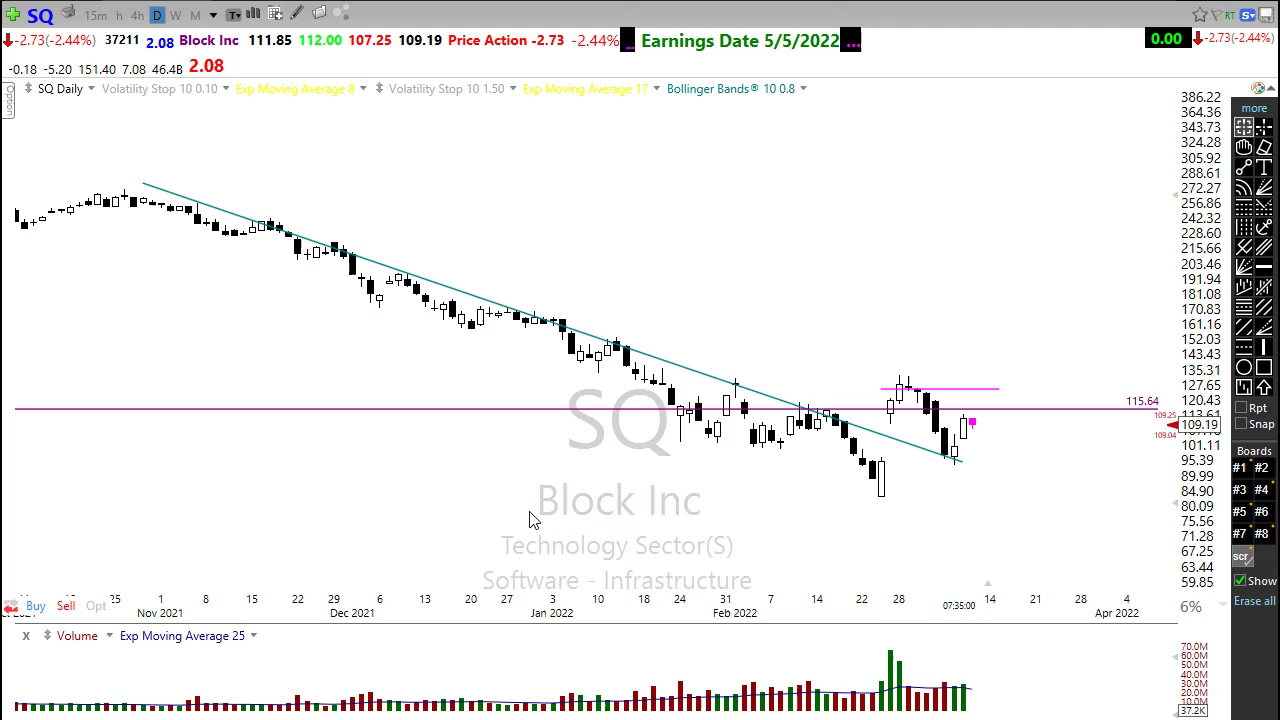 SQ 15m h 4h D W M T RT S
-2.73(-2.44%) 37211 2.08 Block Inc 111.85 112.00 107.25 109.19 Price Action -2.73 -2.44% ... Earnings Date 5/5/2022 ... 0.00 -2.73(-2.44%)
-0.18 -5.20 151.40 7.08 46.4B 2.08
Option
SQ Daily Volatility Stop 10 0.10 Exp Moving Average 8 Volatility Stop 10 1.50 Exp Moving Average 17 Bollinger Bands® 10 0.8
386.22
364.36
343.73
324.28
305.92
288.61
272.27
256.86
242.32
228.60
215.66
203.46
191.94
181.08
170.83
161.16
152.03
143.43
135.31
127.65
120.43
115.64
113.61
109.25
109.19
109.04
101.11
95.39
89.99
84.90
80.09
75.56
71.28
67.25
63.44
59.85
SQ
Block Inc
Technology Sector(S)
Software - Infrastructure
more
Rpt
Snap
Boards
#1 #2
#3 #4
#5 #6
#7 #8
scr
Show
Erase all
25 1 8 15 22 29 6 13 20 27 3 10 18 24 31 7 14 22 28 07:35:00 14 21 28 4
Nov 2021 Dec 2021 Jan 2022 Feb 2022 Apr 2022
Buy Sell Opt
6%
x Volume Exp Moving Average 25
70.0M
60.0M
50.0M
40.0M
30.0M
20.0M
10.0M
37.2K